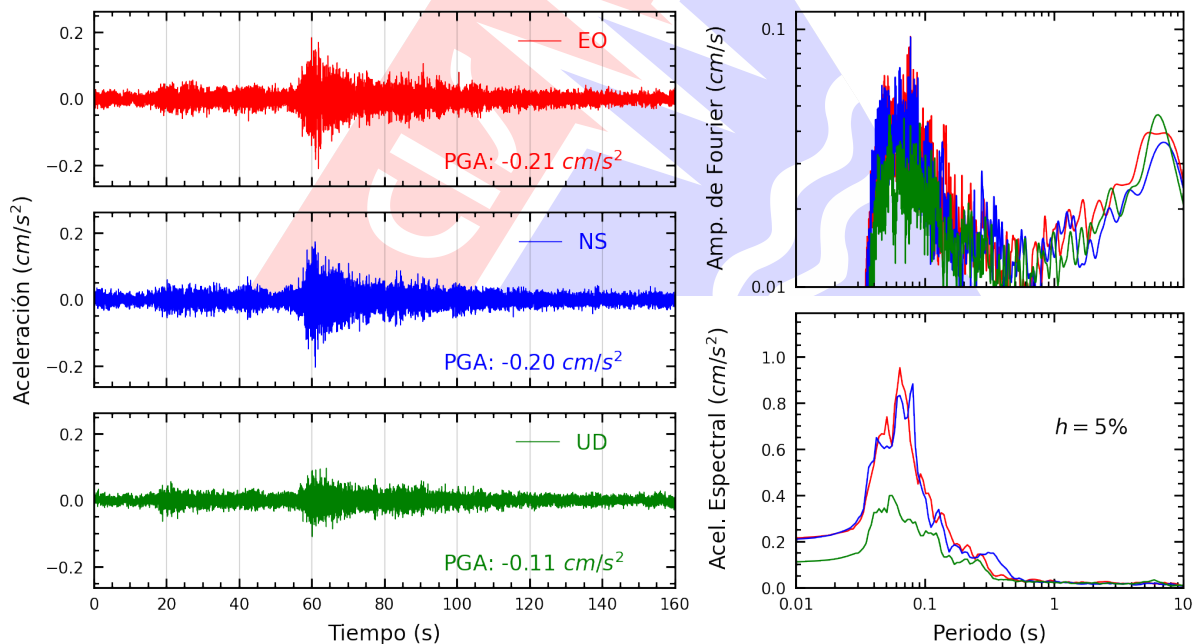 Aceleración (cm/s²)
0.2
0.0
−0.2
EO
PGA: -0.21 cm/s²
0.2
0.0
−0.2
NS
PGA: -0.20 cm/s²
0.2
0.0
−0.2
UD
PGA: -0.11 cm/s²
0 20 40 60 80 100 120 140 160
Tiempo (s)
Amp. de Fourier (cm/s)
0.1
0.01
Acel. Espectral (cm/s²)
1.0
0.8
0.6
0.4
0.2
0.0
h = 5%
0.01 0.1 1 10
Periodo (s)